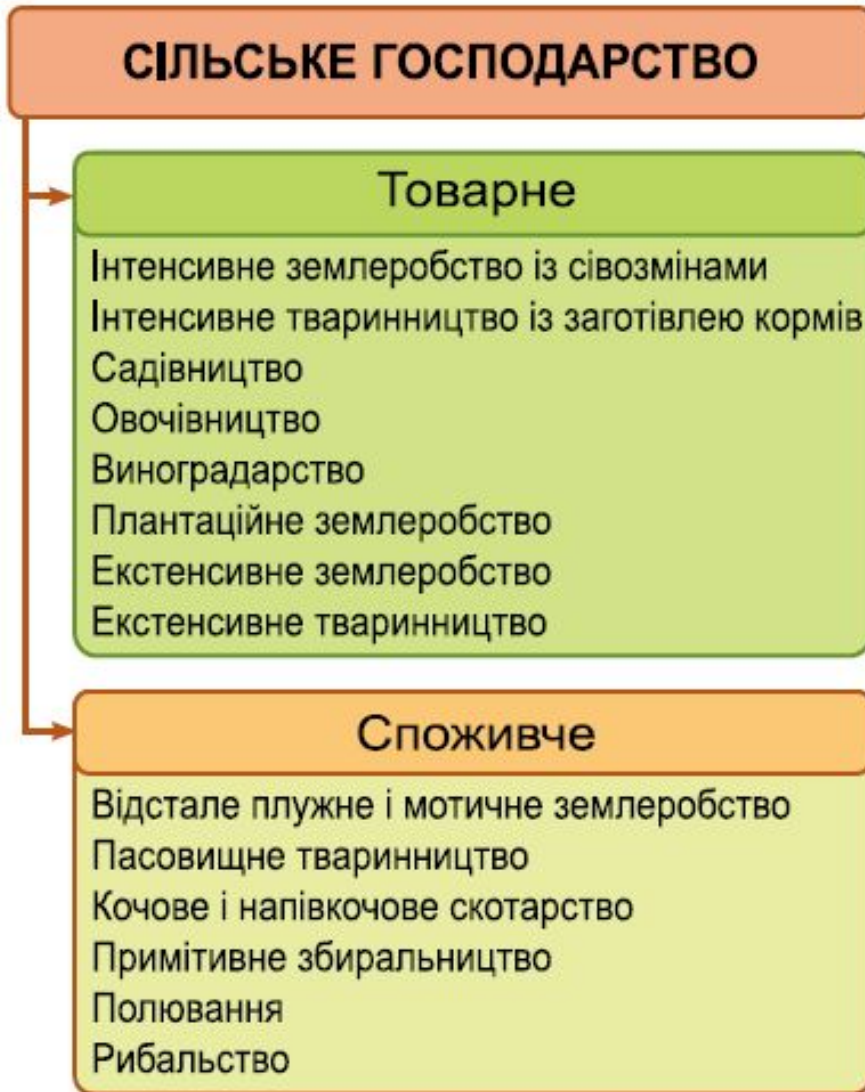 СІЛЬСЬКЕ ГОСПОДАРСТВО
Товарне
Інтенсивне землеробство із сівозмінами
Інтенсивне тваринництво із заготівлею кормів
Садівництво
Овочівництво
Виноградарство
Плантаційне землеробство
Екстенсивне землеробство
Екстенсивне тваринництво
Споживче
Відстале плужне і мотичне землеробство
Пасовищне тваринництво
Кочове і напівкочове скотарство
Примітивне збиральництво
Полювання
Рибальство